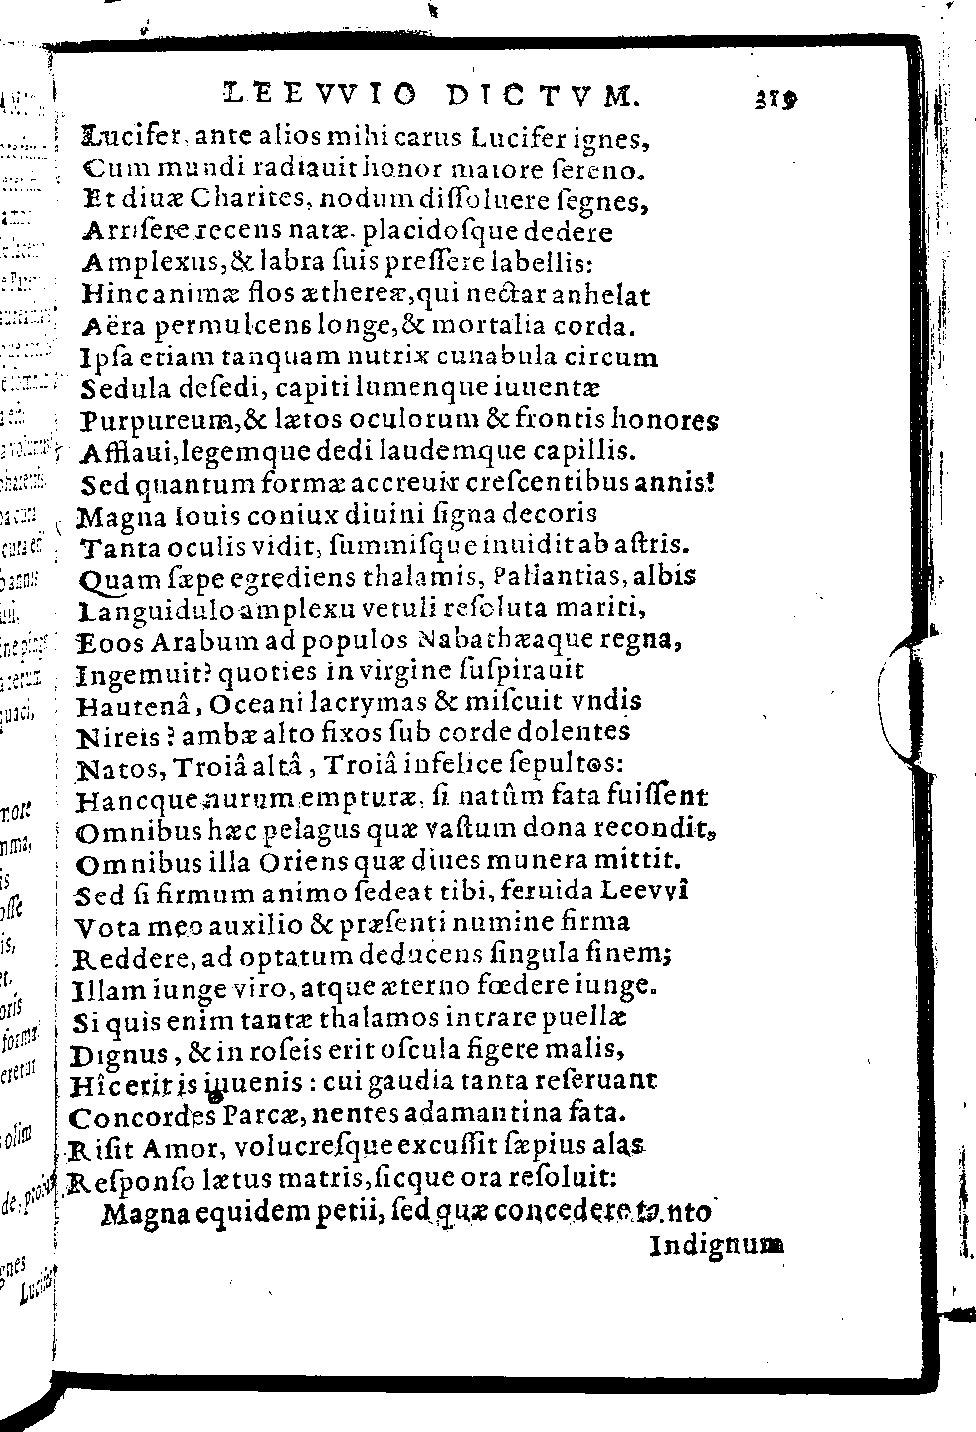 LEEVVIO DICTVM. 319
Lucifer, ante alios mihi carus Lucifer ignes,
Cum mundi radiauit honor maiore ſereno.
Et diuæ Charites, nodum diſſoluere ſegnes,
Arriſere recens natæ. placidoſque dedere
Amplexus, & labra ſuis preſſere labellis:
Hinc animæ flos æthereæ, qui nectar anhelat
Aëra permulcens longe, & mortalia corda.
Ipſa etiam tanquam nutrix cunabula circum
Sedula deſedi, capiti lumenque iuuentæ
Purpureum, & lætos oculorum & frontis honores
Afflaui, legemque dedi laudemque capillis.
Sed quantum formæ accreuit creſcentibus annis!
Magna Iouis coniux diuini ſigna decoris
Tanta oculis vidit, ſummiſque inuidit ab aſtris.
Quam ſæpe egrediens thalamis, Pallantias, albis
Languidulo amplexu vetuli reſoluta mariti,
Eoos Arabum ad populos Nabathæaque regna,
Ingemuit? quoties in virgine ſuſpirauit
Hautenâ, Oceani lacrymas & miſcuit vndis
Nireis? ambæ alto fixos ſub corde dolentes
Natos, Troiâ altâ, Troiâ infelice ſepultos:
Hancque aurum empturæ, ſi natûm fata fuiſſent
Omnibus hæc pelagus quæ vaſtum dona recondit,
Omnibus illa Oriens quæ diues munera mittit.
Sed ſi firmum animo ſedeat tibi, feruida Leevvî
Vota meo auxilio & præſenti numine firma
Reddere, ad optatum deducens ſingula finem;
Illam iunge viro, atque æterno fœdere iunge.
Si quis enim tantæ thalamos intrare puellæ
Dignus, & in roſeis erit oſcula figere malis,
Hîc erit is iuuenis: cui gaudia tanta reſeruant
Concordes Parcæ, nentes adamantina fata.
Riſit Amor, volucreſque excuſſit ſæpius alas
Reſponſo lætus matris, ſicque ora reſoluit:
Magna equidem petii, ſed quæ concedere tanto
Indignum